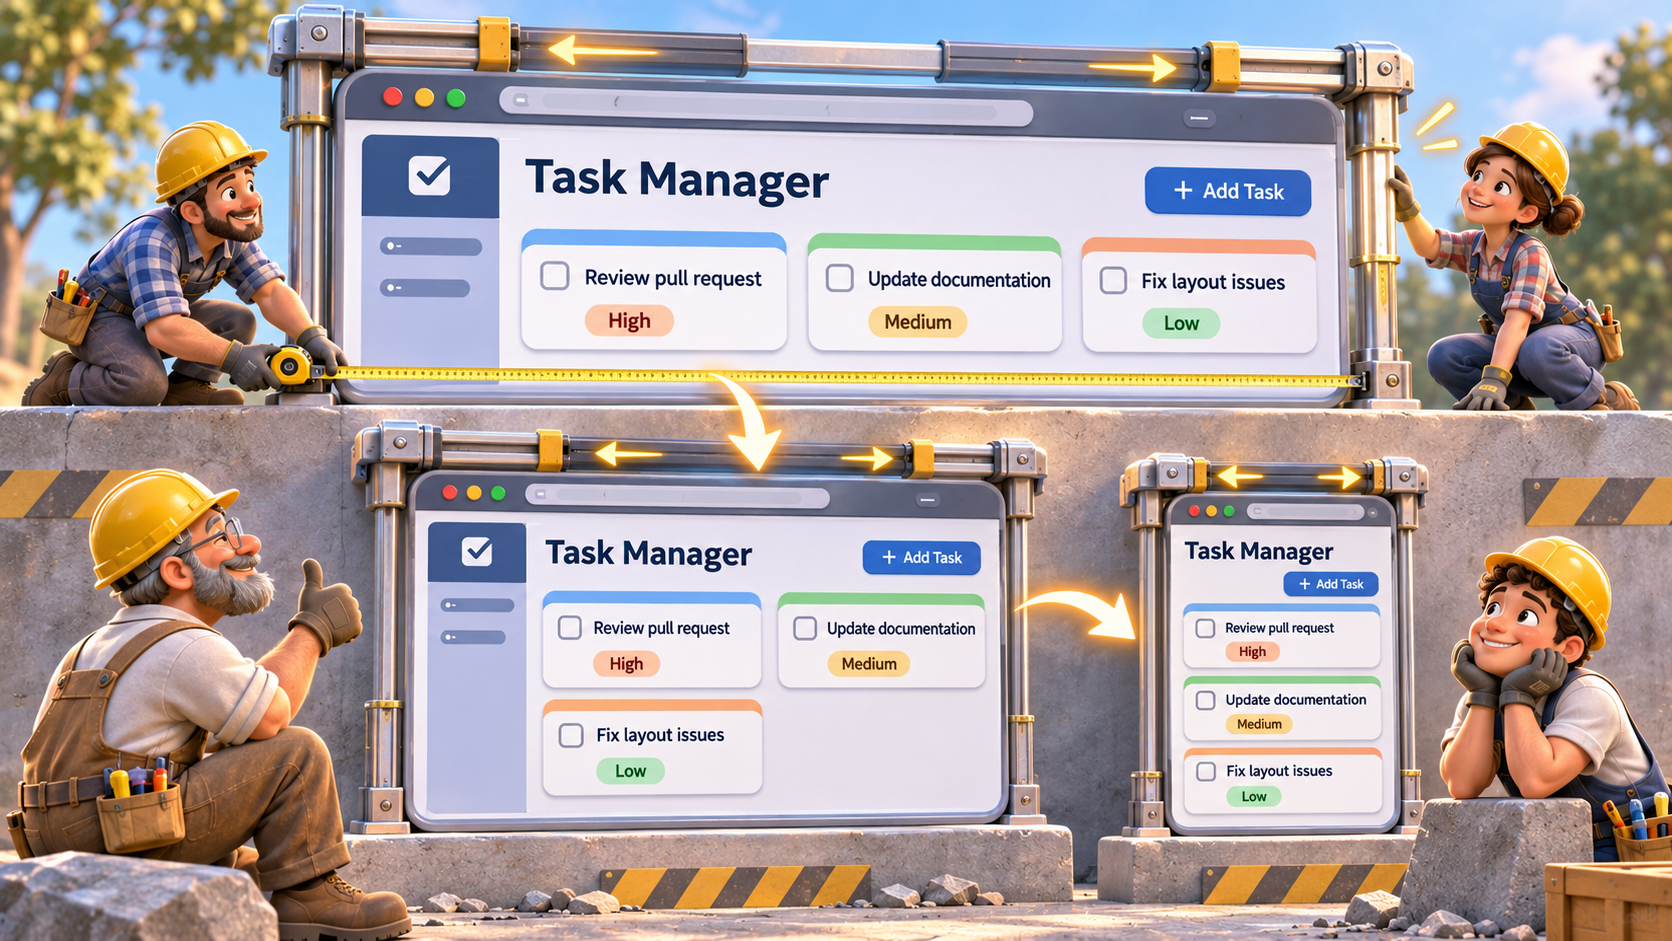 Task Manager
+ Add Task
Review pull request
High
Update documentation
Medium
Fix layout issues
Low
Task Manager
+ Add Task
Review pull request
High
Update documentation
Medium
Fix layout issues
Low
Task Manager
+ Add Task
Review pull request
High
Update documentation
Medium
Fix layout issues
Low